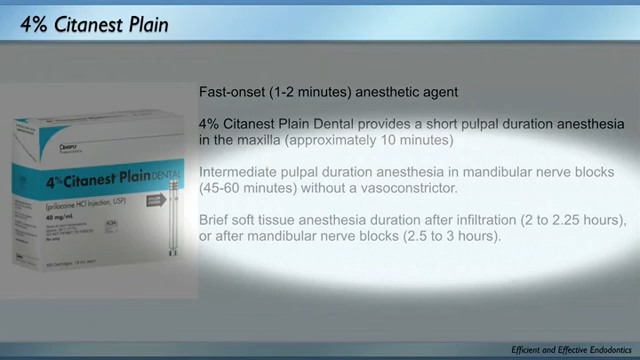 4% Citanest Plain
Fast-onset (1-2 minutes) anesthetic agent
4% Citanest Plain Dental provides a short pulpal duration anesthesia
in the maxilla (approximately 10 minutes)
Intermediate pulpal duration anesthesia in mandibular nerve blocks
(45-60 minutes) without a vasoconstrictor.
Brief soft tissue anesthesia duration after infiltration (2 to 2.25 hours),
or after mandibular nerve blocks (2.5 to 3 hours).
4% Citanest Plain DENTAL
(prilocaine HCl Injection, USP)
40 mg/mL
Efficient and Effective Endodontics